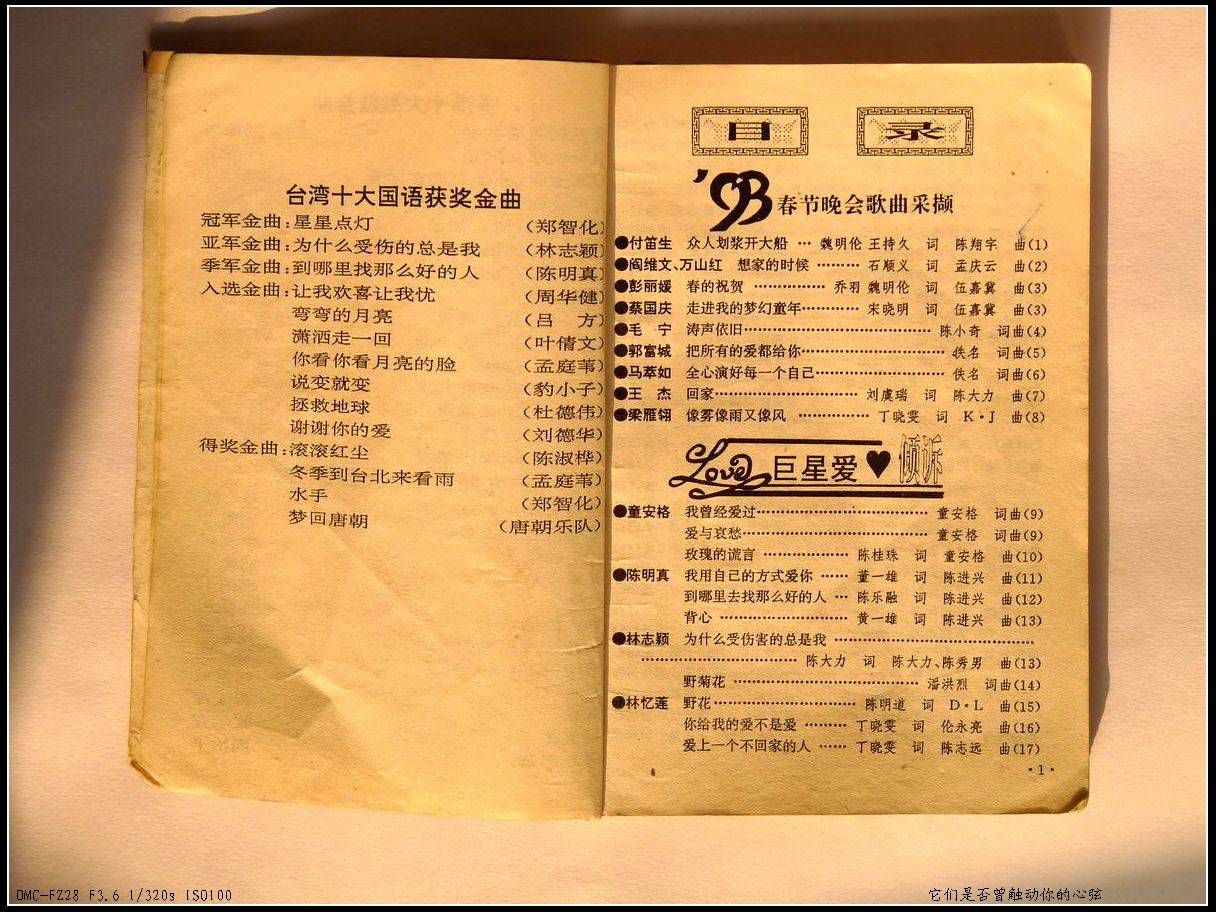 台湾十大国语获奖金曲
冠军金曲:星星点灯 (郑智化)
亚军金曲:为什么受伤的总是我 (林志颖)
季军金曲:到哪里找那么好的人 (陈明真)
入选金曲:让我欢喜让我忧 (周华健)
弯弯的月亮 (吕 方)
潇洒走一回 (叶倩文)
你看你看月亮的脸 (孟庭苇)
说变就变 (豹小子)
拯救地球 (杜德伟)
谢谢你的爱 (刘德华)
得奖金曲:滚滚红尘 (陈淑桦)
冬季到台北来看雨 (孟庭苇)
水手 (郑智化)
梦回唐朝 (唐朝乐队)
目 录
'93春节晚会歌曲采撷
●付笛生 众人划桨开大船 … 魏明伦 王持久 词 陈翔宇 曲(1)
●阎维文、万山红 想家的时候 ……… 石顺义 词 孟庆云 曲(2)
●彭丽媛 春的祝贺 …………… 乔羽 魏明伦 词 伍嘉冀 曲(3)
●蔡国庆 走进我的梦幻童年……… 宋晓明 词 伍嘉冀 曲(3)
●毛 宁 涛声依旧……………………………… 陈小奇 词曲(4)
●郭富城 把所有的爱都给你……………………… 佚名 词曲(5)
●马萃如 全心演好每一个自己…………………… 佚名 词曲(6)
●王 杰 回家……………………… 刘虞瑞 词 陈大力 曲(7)
●梁雁翎 像雾像雨又像风 ………… 丁晓雯 词 K·J 曲(8)
Love 巨星爱♥倾诉
●童安格 我曾经爱过…………………………… 童安格 词曲(9)
爱与哀愁……………………………… 童安格 词曲(9)
玫瑰的谎言 …………… 陈桂珠 词 童安格 曲(10)
●陈明真 我用自己的方式爱你 …… 董一雄 词 陈进兴 曲(11)
到哪里去找那么好的人 … 陈乐融 词 陈进兴 曲(12)
背心 …………………… 黄一雄 词 陈进兴 曲(13)
●林志颖 为什么受伤害的总是我 …………………………………
………………………… 陈大力 词 陈大力、陈秀男 曲(13)
野菊花 ……………………………… 潘洪烈 词曲(14)
●林忆莲 野花……………………… 陈明道 词 D·L 曲(15)
你给我的爱不是爱 ……… 丁晓雯 词 伦永亮 曲(16)
爱上一个不回家的人 …… 丁晓雯 词 陈志远 曲(17)
·1·
DMC-FZ28 F3.6 1/320s ISO100
它们是否曾触动你的心弦